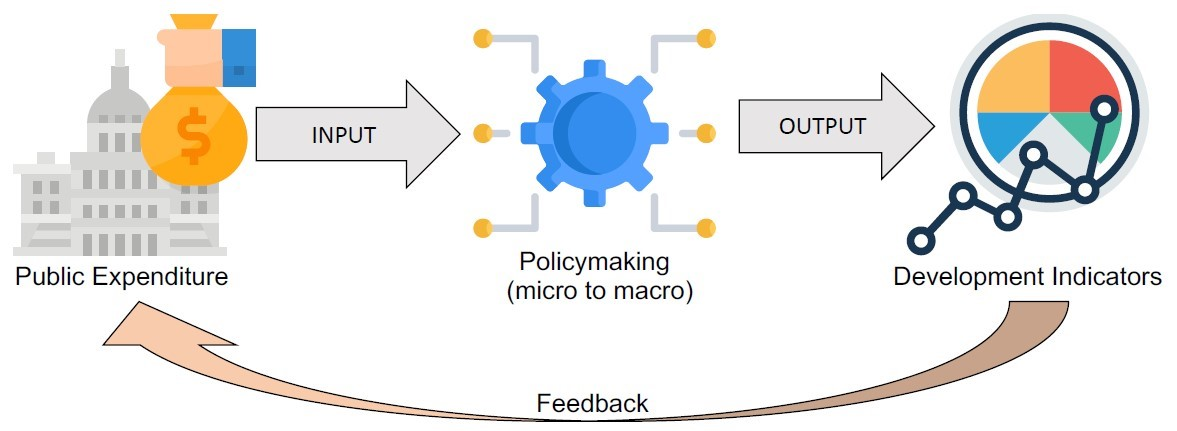 $
INPUT
OUTPUT
Public Expenditure
Policymaking
(micro to macro)
Development Indicators
Feedback